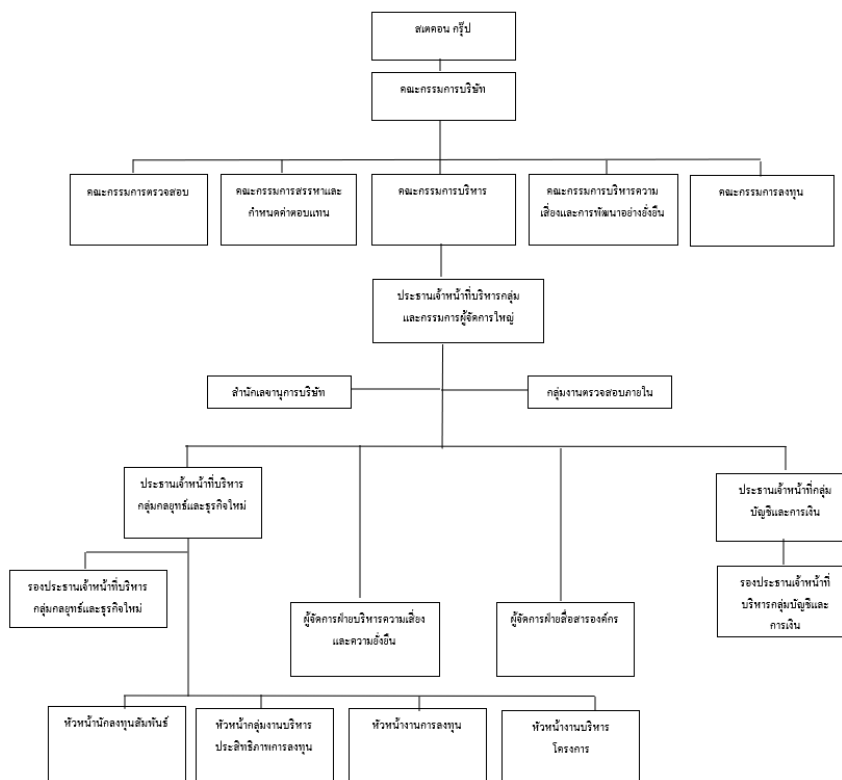 สเตคอน กรุ๊ป
คณะกรรมการบริษัท
คณะกรรมการตรวจสอบ
คณะกรรมการสรรหาและ
กำหนดค่าตอบแทน
คณะกรรมการบริหาร
คณะกรรมการบริหารความ
เสี่ยงและการพัฒนาอย่างยั่งยืน
คณะกรรมการลงทุน
ประธานเจ้าหน้าที่บริหารกลุ่ม
และกรรมการผู้จัดการใหญ่
สำนักเลขานุการบริษัท
กลุ่มงานตรวจสอบภายใน
ประธานเจ้าหน้าที่บริหาร
กลุ่มกลยุทธ์และธุรกิจใหม่
ประธานเจ้าหน้าที่กลุ่ม
บัญชีและการเงิน
รองประธานเจ้าหน้าที่บริหาร
กลุ่มกลยุทธ์และธุรกิจใหม่
ผู้จัดการฝ่ายบริหารความเสี่ยง
และความยั่งยืน
ผู้จัดการฝ่ายสื่อสารองค์กร
รองประธานเจ้าหน้าที่
บริหารกลุ่มบัญชีและ
การเงิน
หัวหน้านักลงทุนสัมพันธ์
หัวหน้ากลุ่มงานบริหาร
ประสิทธิภาพการลงทุน
หัวหน้างานการลงทุน
หัวหน้างานบริหาร
โครงการ